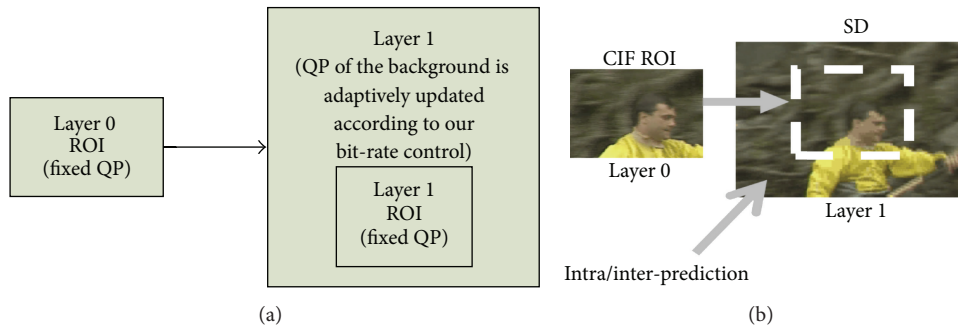 Layer 0
ROI
(fixed QP)
Layer 1
(QP of the background is
adaptively updated
according to our
bit-rate control)
Layer 1
ROI
(fixed QP)
(a)
SD
CIF ROI
Layer 0
Layer 1
Intra/inter-prediction
(b)